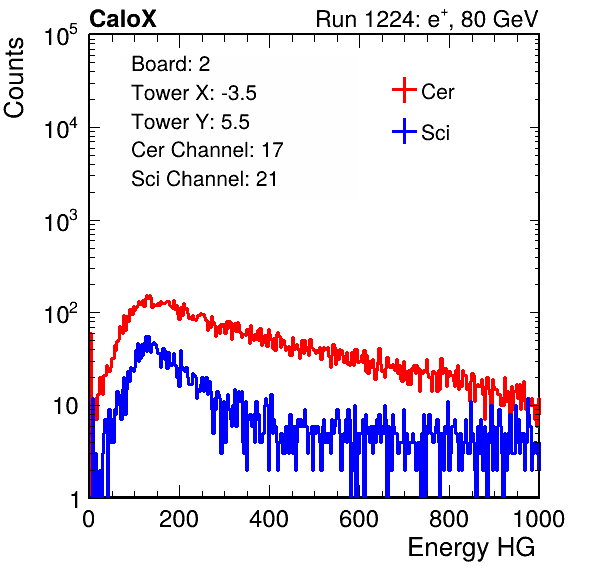 CaloX Run 1224: e⁺, 80 GeV
Counts
Board: 2
Tower X: -3.5
Tower Y: 5.5
Cer Channel: 17
Sci Channel: 21
Cer
Sci
10⁵
10⁴
10³
10²
10
1
0 200 400 600 800 1000
Energy HG